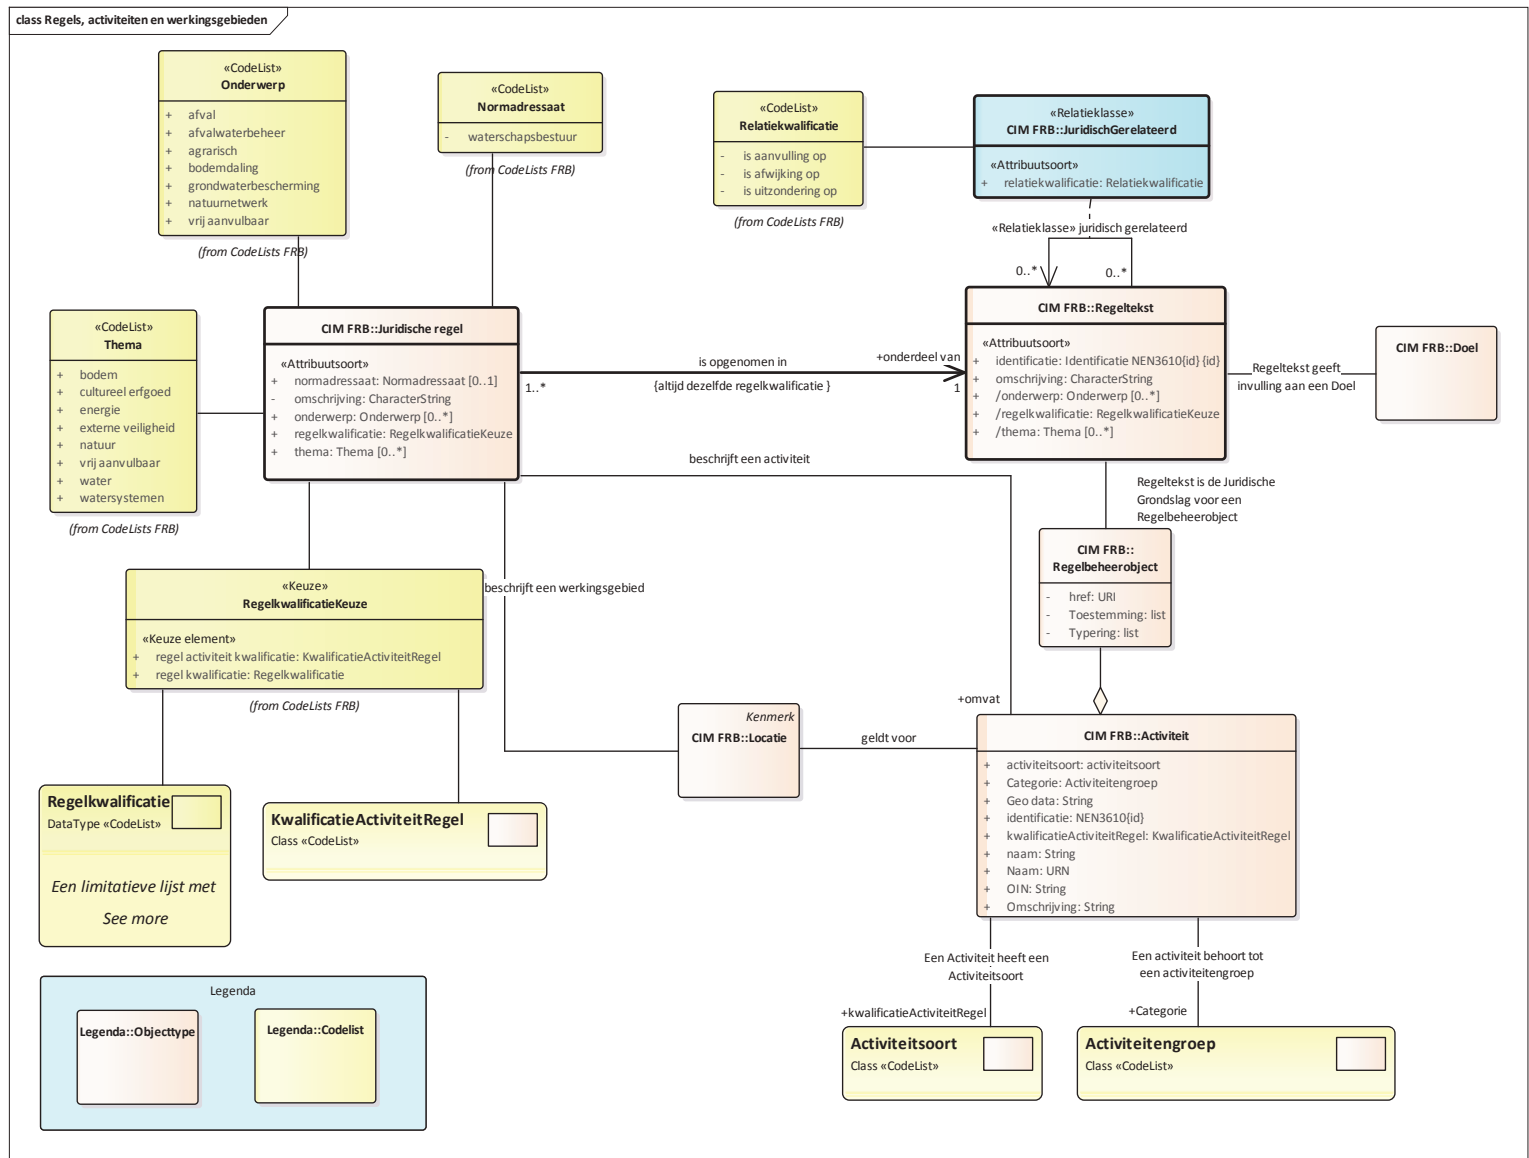 class Regels, activiteiten en werkingsgebieden
«CodeList»
Onderwerp
+ afval
+ afvalwaterbeheer
+ agrarisch
+ bodemdaling
+ grondwaterbescherming
+ natuurnetwerk
+ vrij aanvulbaar
(from CodeLists FRB)
«CodeList»
Normadressaat
- waterschapsbestuur
(from CodeLists FRB)
«CodeList»
Relatiekwalificatie
- is aanvulling op
- is afwijking op
- is uitzondering op
(from CodeLists FRB)
«Relatieklasse»
CIM FRB::JuridischGerelateerd
«Attribuutsoort»
+ relatiekwalificatie: Relatiekwalificatie
«Relatieklasse» juridisch gerelateerd
0..*
0..*
«CodeList»
Thema
+ bodem
+ cultureel erfgoed
+ energie
+ externe veiligheid
+ natuur
+ vrij aanvulbaar
+ water
+ watersystemen
(from CodeLists FRB)
CIM FRB::Juridische regel
«Attribuutsoort»
+ normadressaat: Normadressaat [0..1]
- omschrijving: CharacterString
+ onderwerp: Onderwerp [0..*]
+ regelkwalificatie: RegelkwalificatieKeuze
+ thema: Thema [0..*]
is opgenomen in
+onderdeel van
1..*
{altijd dezelfde regelkwalificatie }
1
CIM FRB::Regeltekst
«Attribuutsoort»
+ identificatie: Identificatie NEN3610{id} {id}
+ omschrijving: CharacterString
+ /onderwerp: Onderwerp [0..*]
+ /regelkwalificatie: RegelkwalificatieKeuze
+ /thema: Thema [0..*]
Regeltekst geeft
invulling aan een Doel
CIM FRB::Doel
beschrijft een activiteit
Regeltekst is de Juridische
Grondslag voor een
Regelbeheerobject
CIM FRB::
Regelbeheerobject
- href: URI
- Toestemming: list
- Typering: list
«Keuze»
RegelkwalificatieKeuze
«Keuze element»
+ regel activiteit kwalificatie: KwalificatieActiviteitRegel
+ regel kwalificatie: Regelkwalificatie
(from CodeLists FRB)
beschrijft een werkingsgebied
Kenmerk
CIM FRB::Locatie
geldt voor
+omvat
CIM FRB::Activiteit
+ activiteitsoort: activiteitsoort
+ Categorie: Activiteitengroep
+ Geo data: String
+ identificatie: NEN3610{id}
+ kwalificatieActiviteitRegel: KwalificatieActiviteitRegel
+ naam: String
+ Naam: URN
+ OIN: String
+ Omschrijving: String
Regelkwalificatie
DataType «CodeList»
Een limitatieve lijst met
See more
KwalificatieActiviteitRegel
Class «CodeList»
Een Activiteit heeft een
Activiteitsoort
+kwalificatieActiviteitRegel
Een activiteit behoort tot
een activiteitengroep
+Categorie
Activiteitsoort
Class «CodeList»
Activiteitengroep
Class «CodeList»
Legenda
Legenda::Objecttype
Legenda::Codelist